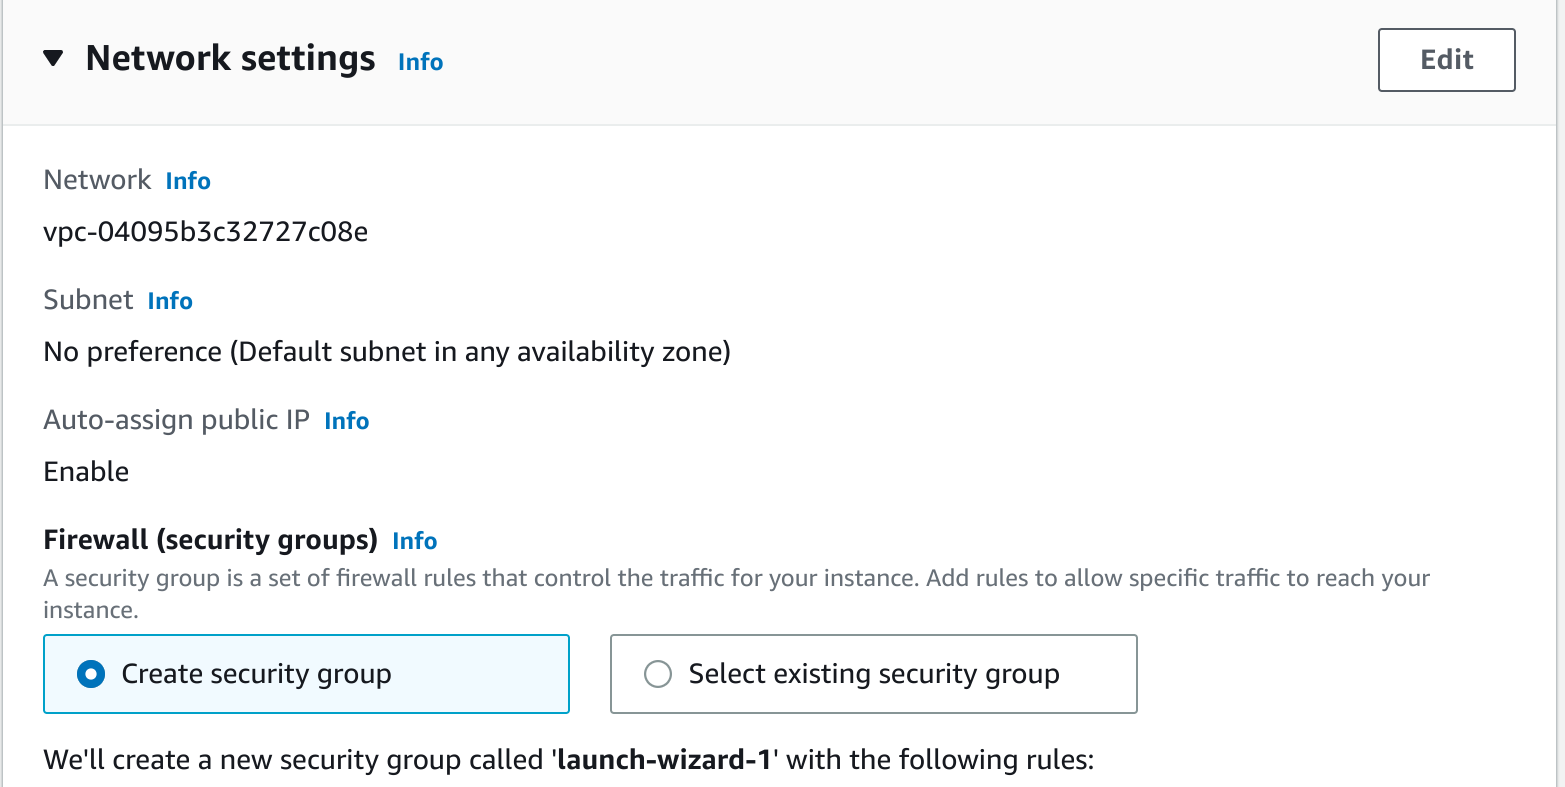 Network settings Info
Edit
Network Info
vpc-04095b3c32727c08e
Subnet Info
No preference (Default subnet in any availability zone)
Auto-assign public IP Info
Enable
Firewall (security groups) Info
A security group is a set of firewall rules that control the traffic for your instance. Add rules to allow specific traffic to reach your
instance.
Create security group
Select existing security group
We'll create a new security group called 'launch-wizard-1' with the following rules: